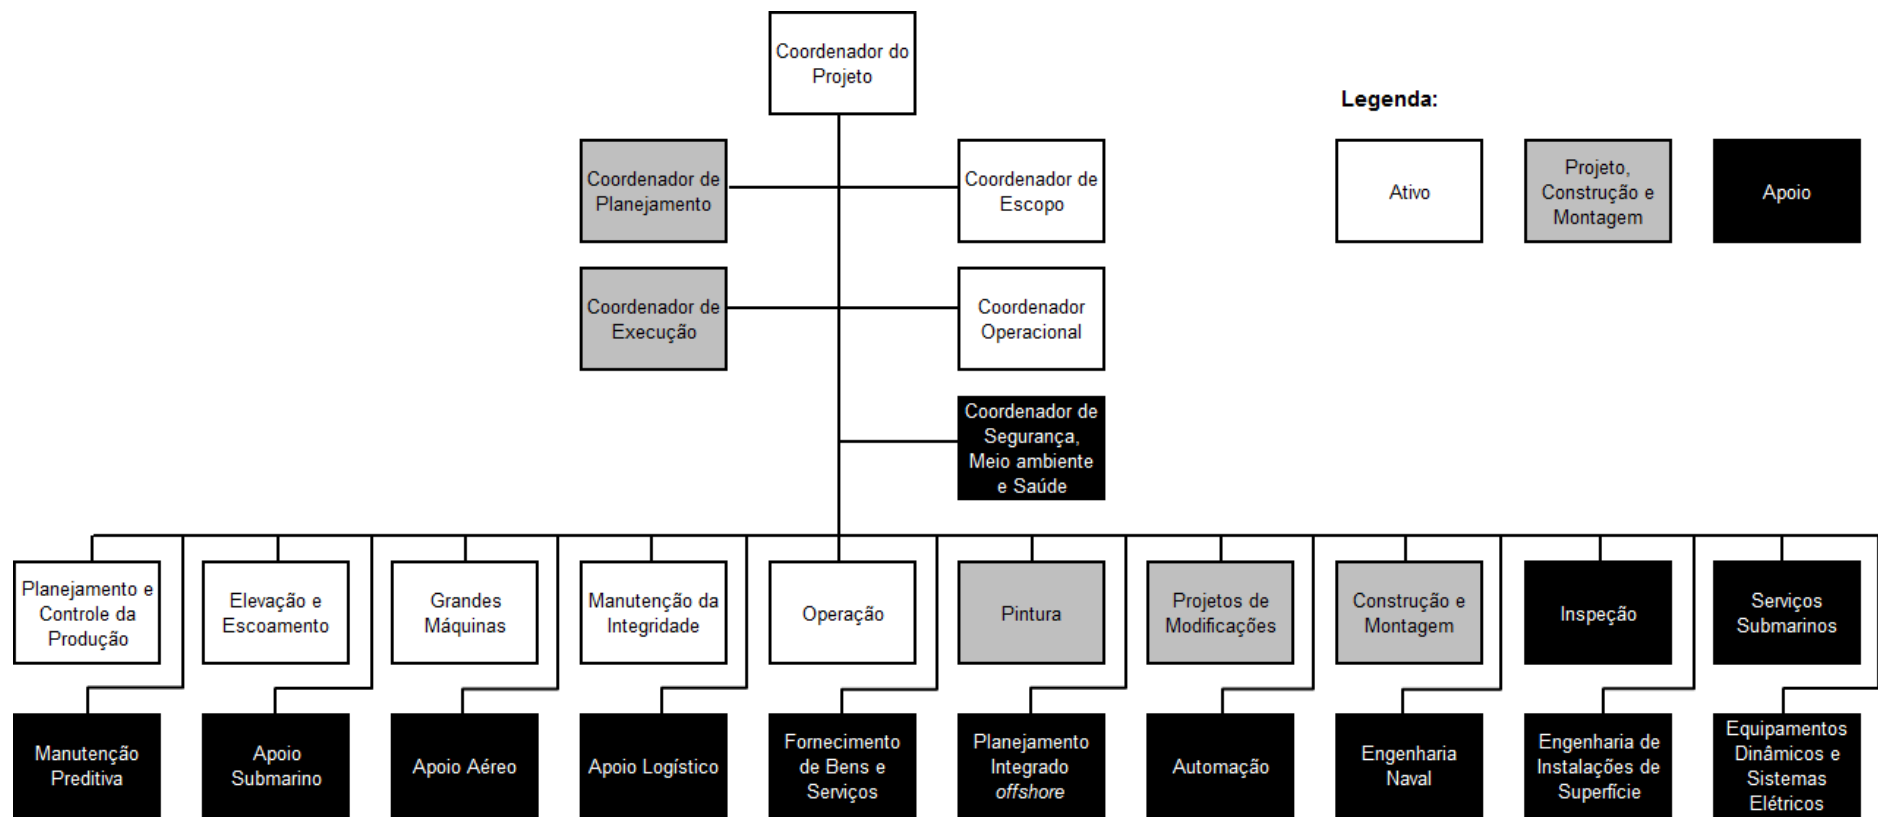 Coordenador do
Projeto
Legenda:
Coordenador de
Planejamento
Coordenador de
Escopo
Ativo
Projeto,
Construção e
Montagem
Apoio
Coordenador de
Execução
Coordenador
Operacional
Coordenador de
Segurança,
Meio ambiente
e Saúde
Planejamento e
Controle da
Produção
Elevação e
Escoamento
Grandes
Máquinas
Manutenção da
Integridade
Operação
Pintura
Projetos de
Modificações
Construção e
Montagem
Inspeção
Serviços
Submarinos
Manutenção
Preditiva
Apoio
Submarino
Apoio Aéreo
Apoio Logístico
Fornecimento
de Bens e
Serviços
Planejamento
Integrado
offshore
Automação
Engenharia
Naval
Engenharia de
Instalações de
Superfície
Equipamentos
Dinâmicos e
Sistemas
Elétricos